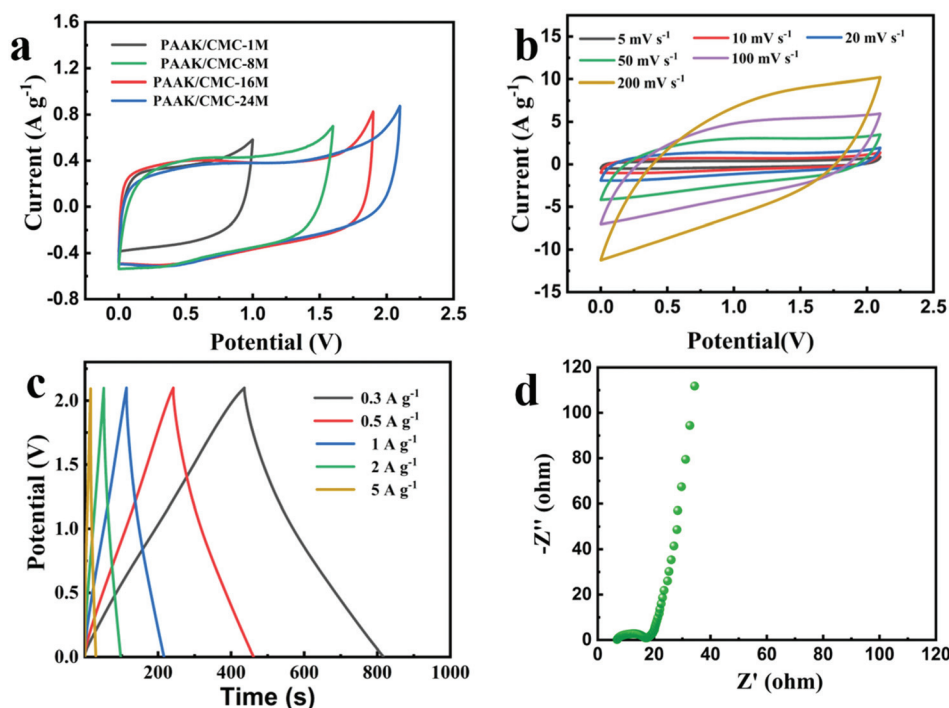 a
PAAK/CMC-1M
PAAK/CMC-8M
PAAK/CMC-16M
PAAK/CMC-24M
1.6
1.2
0.8
0.4
0.0
-0.4
-0.8
Current (A g⁻¹)
0.0 0.5 1.0 1.5 2.0 2.5
Potential (V)
b
5 mV s⁻¹ 10 mV s⁻¹ 20 mV s⁻¹
50 mV s⁻¹ 100 mV s⁻¹
200 mV s⁻¹
15
10
5
0
-5
-10
-15
Current (A g⁻¹)
0.0 0.5 1.0 1.5 2.0 2.5
Potential(V)
c
0.3 A g⁻¹
0.5 A g⁻¹
1 A g⁻¹
2 A g⁻¹
5 A g⁻¹
2.0
1.5
1.0
0.5
0.0
Potential (V)
200 400 600 800 1000
Time (s)
d
120
100
80
60
40
20
0
-Z'' (ohm)
0 20 40 60 80 100 120
Z' (ohm)